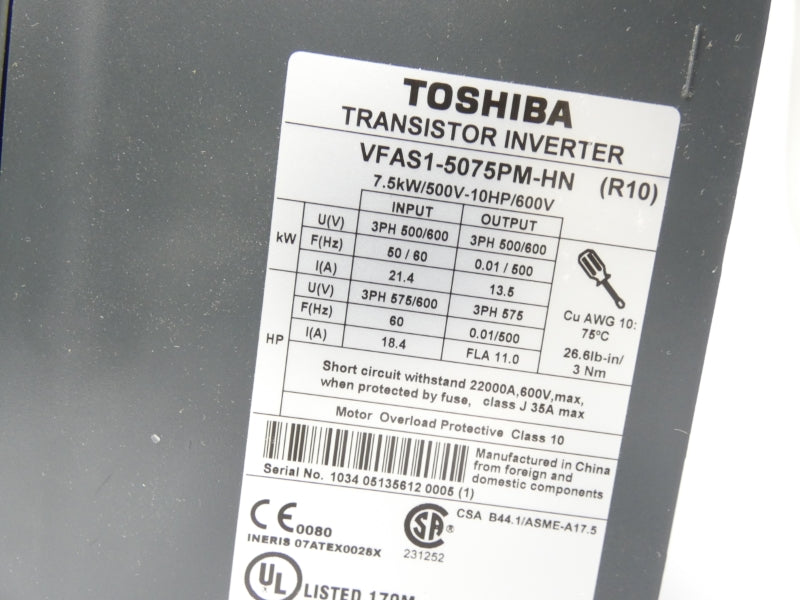 TOSHIBA
TRANSISTOR INVERTER
VFAS1-5075PM-HN (R10)
7.5kW/500V-10HP/600V
INPUT OUTPUT
kW U(V) 3PH 500/600 3PH 500/600
F(Hz) 50 / 60 0.01 / 500
I(A) 21.4 13.5
HP U(V) 3PH 575/600 3PH 575
F(Hz) 60 0.01/500
I(A) 18.4 FLA 11.0
Cu AWG 10:
75°C
26.6lb-in/
3 Nm
Short circuit withstand 22000A,600V,max,
when protected by fuse, class J 35A max
Motor Overload Protective Class 10
Manufactured in China
from foreign and
domestic components
Serial No. 1034 05135612 0005 (1)
CE 0080
INERIS 07ATEX0028X
SA ®
231252
CSA B44.1/ASME-A17.5
UL LISTED 179M